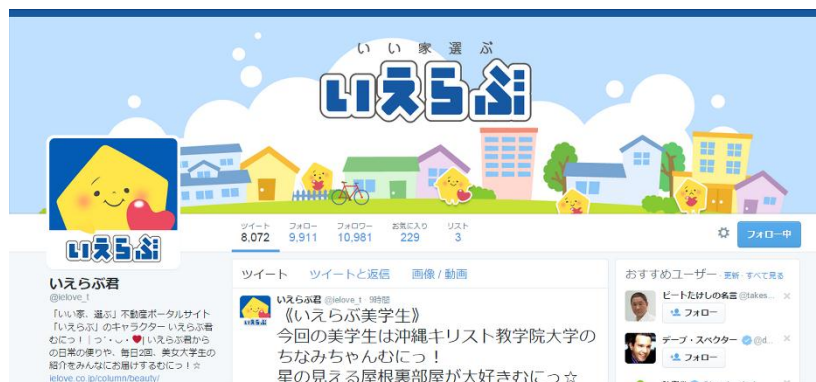 いい家選ぶ
いえらぶ
いえらぶ
ツイート フォロー フォロワー お気に入り リスト
8,072 9,911 10,981 229 3
フォロー中
いえらぶ君
@ielove_t
「いい家、選ぶ」不動産ポータルサイト
「いえらぶ」のキャラクター いえらぶ君
むにっ！｜っ´･ᴗ･❤| いえらぶ君から
の日常の便りや、毎日2回、美女大学生の
紹介をみんなにお届けするむにっ！☆
ielove.co.jp/column/beauty/
ツイート ツイートと返信 画像 / 動画
いえらぶ君 @ielove_t · 9時間
《いえらぶ美学生》
今回の美学生は沖縄キリスト教学院大学の
ちなみちゃんむにっ！
星の見える屋根裏部屋が大好きむにっ☆
おすすめユーザー · 更新 · すべて見る
ビートたけしの名言 @takes... ×
フォロー
デーブ・スペクター @d... ×
フォロー